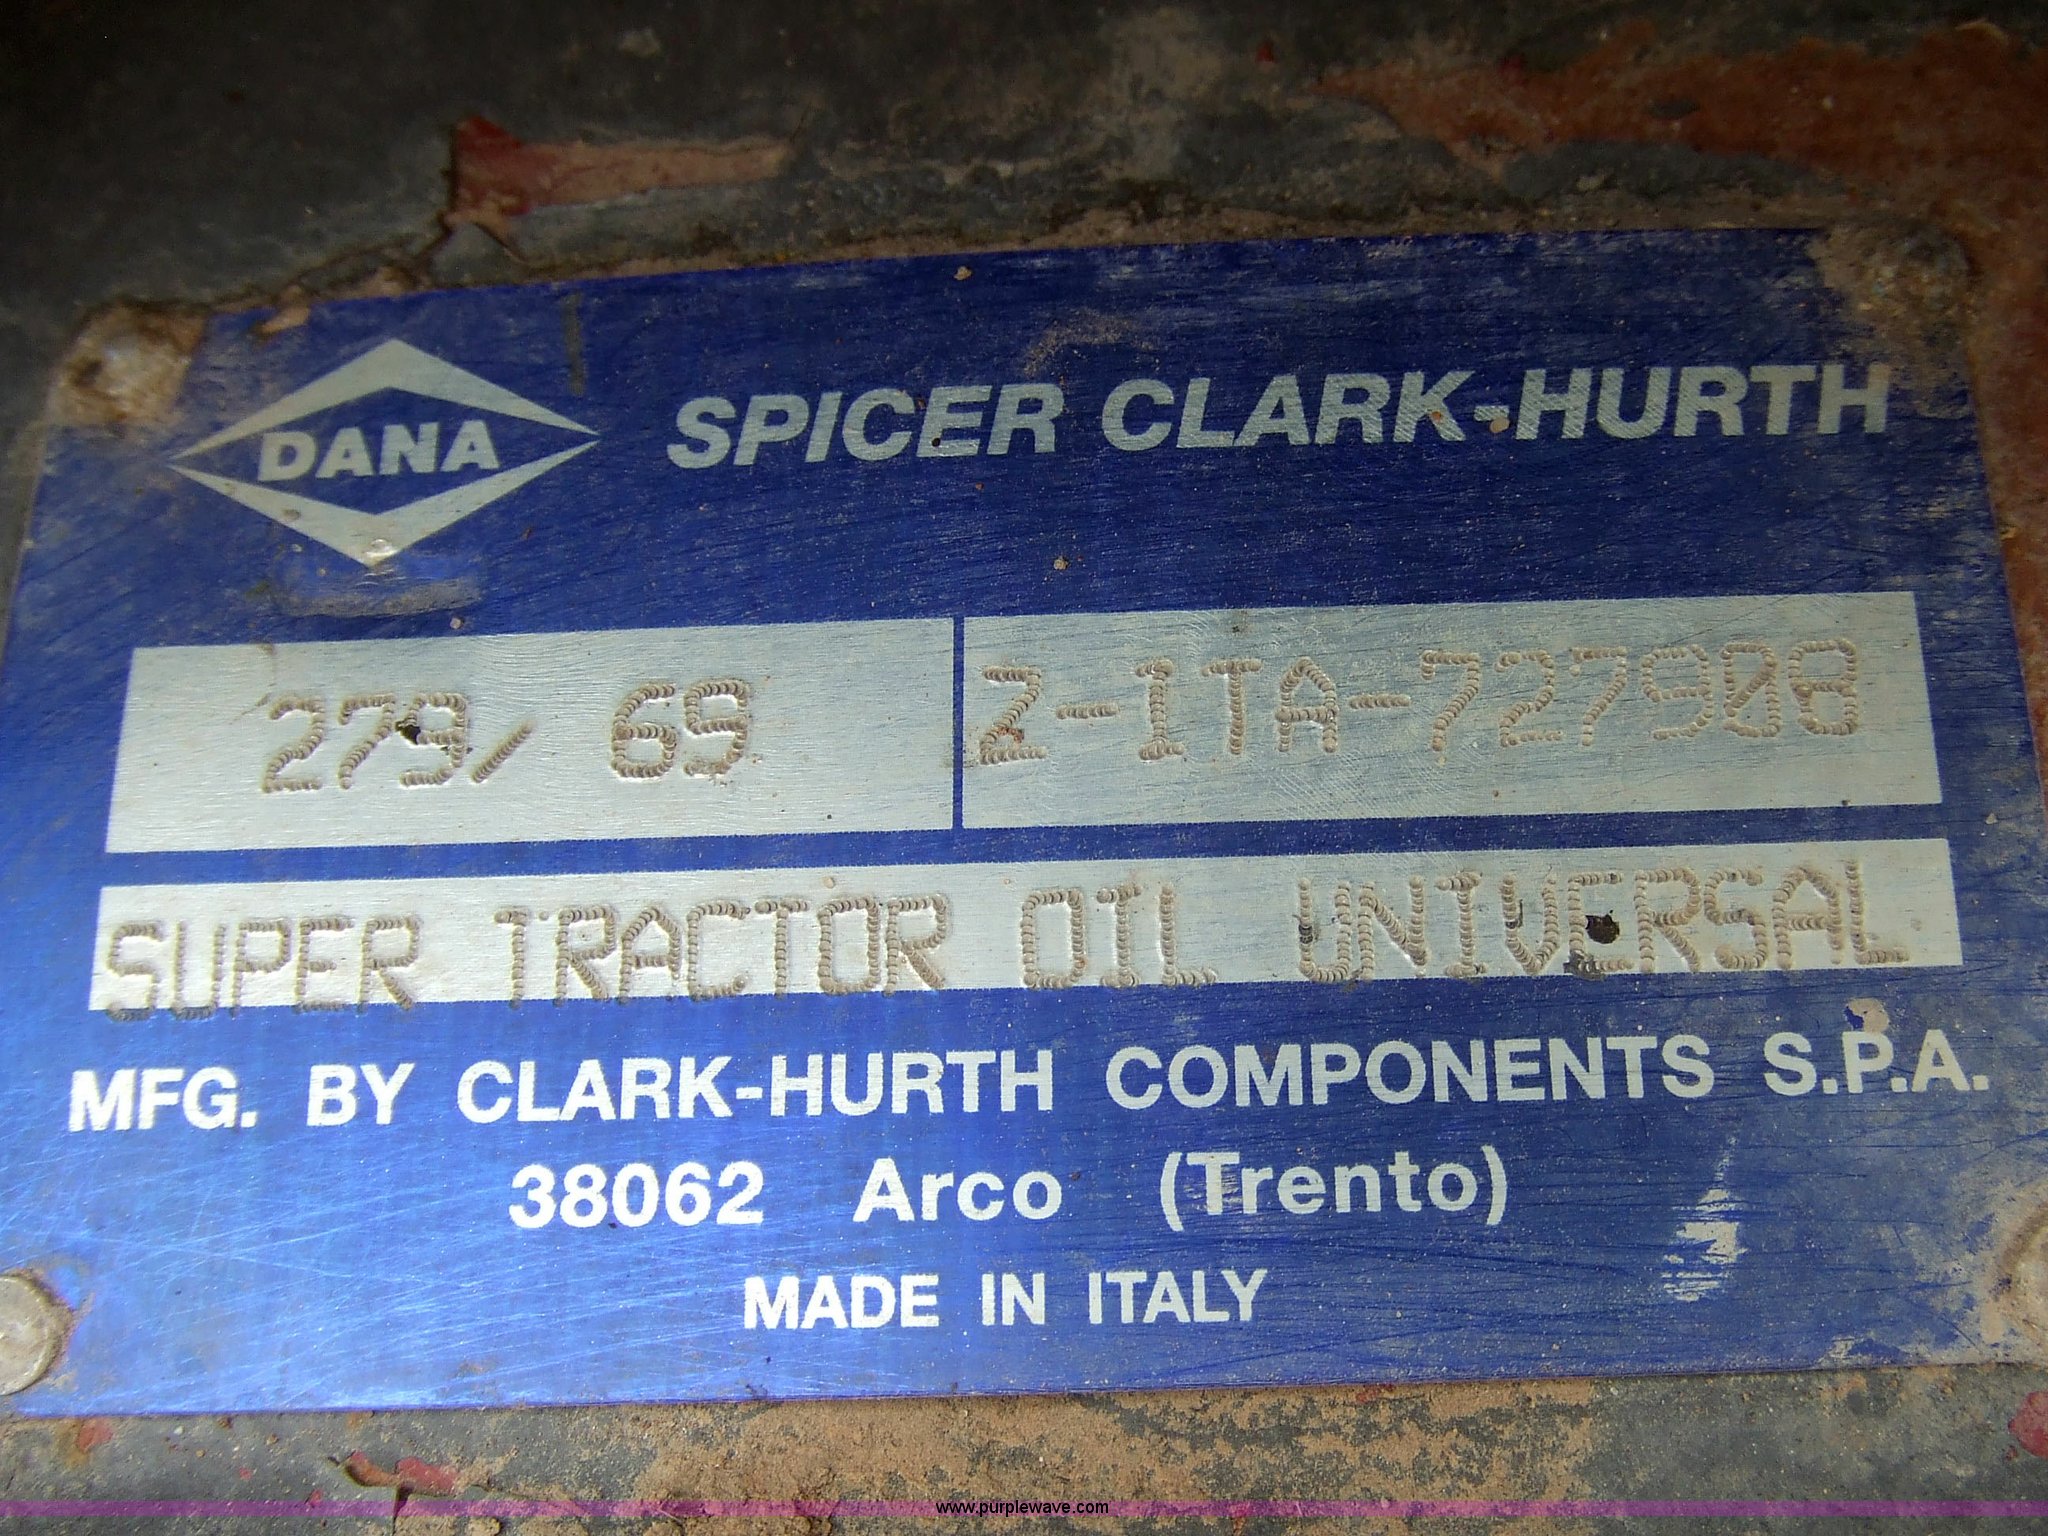 DANA SPICER CLARK-HURTH
279/ 69 Z-ITA-727908
SUPER TRACTOR OIL UNIVERSAL
MFG. BY CLARK-HURTH COMPONENTS S.P.A.
38062 Arco (Trento)
MADE IN ITALY
www.purplewave.com